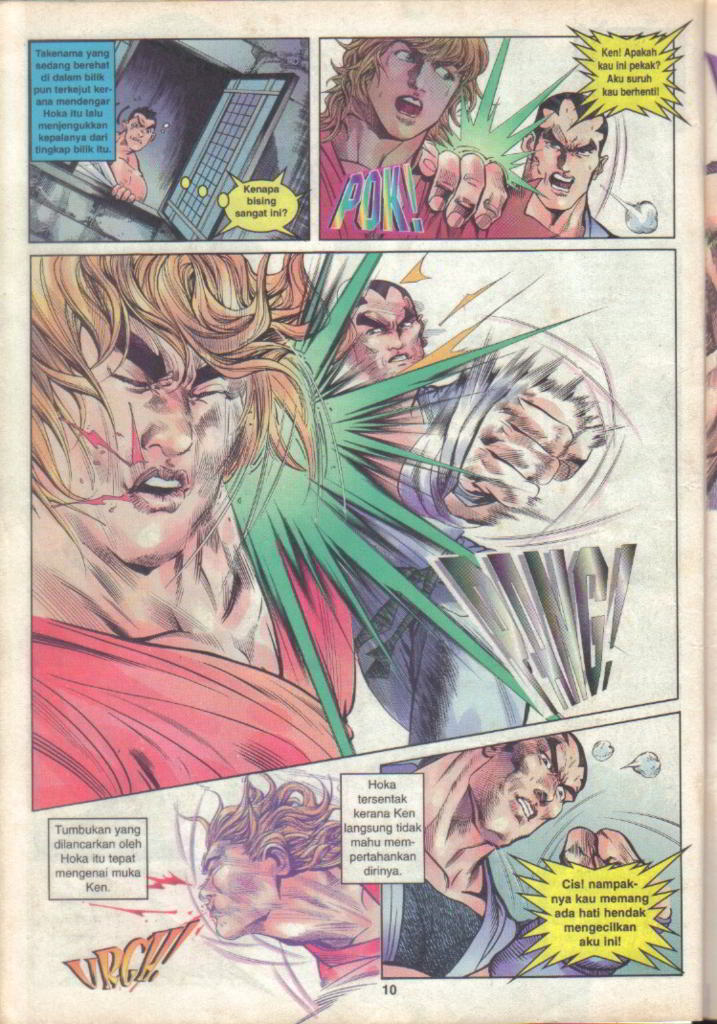 Takenama yang
sedang berehat
di dalam bilik
pun terkejut ker-
ana mendengar
Hoka itu lalu
menjengukkan
kepalanya dari
tingkap bilik itu.
Kenapa
bising
sangat ini?
Ken! Apakah
kau ini pekak?
Aku suruh
kau berhenti!
POK!
PANG!
Tumbukan yang
dilancarkan oleh
Hoka itu tepat
mengenai muka
Ken.
URGH!
Hoka
tersentak
kerana Ken
langsung tidak
mahu mem-
pertahankan
dirinya.
Cis! nampak-
nya kau memang
ada hati hendak
mengecilkan
aku ini!
10